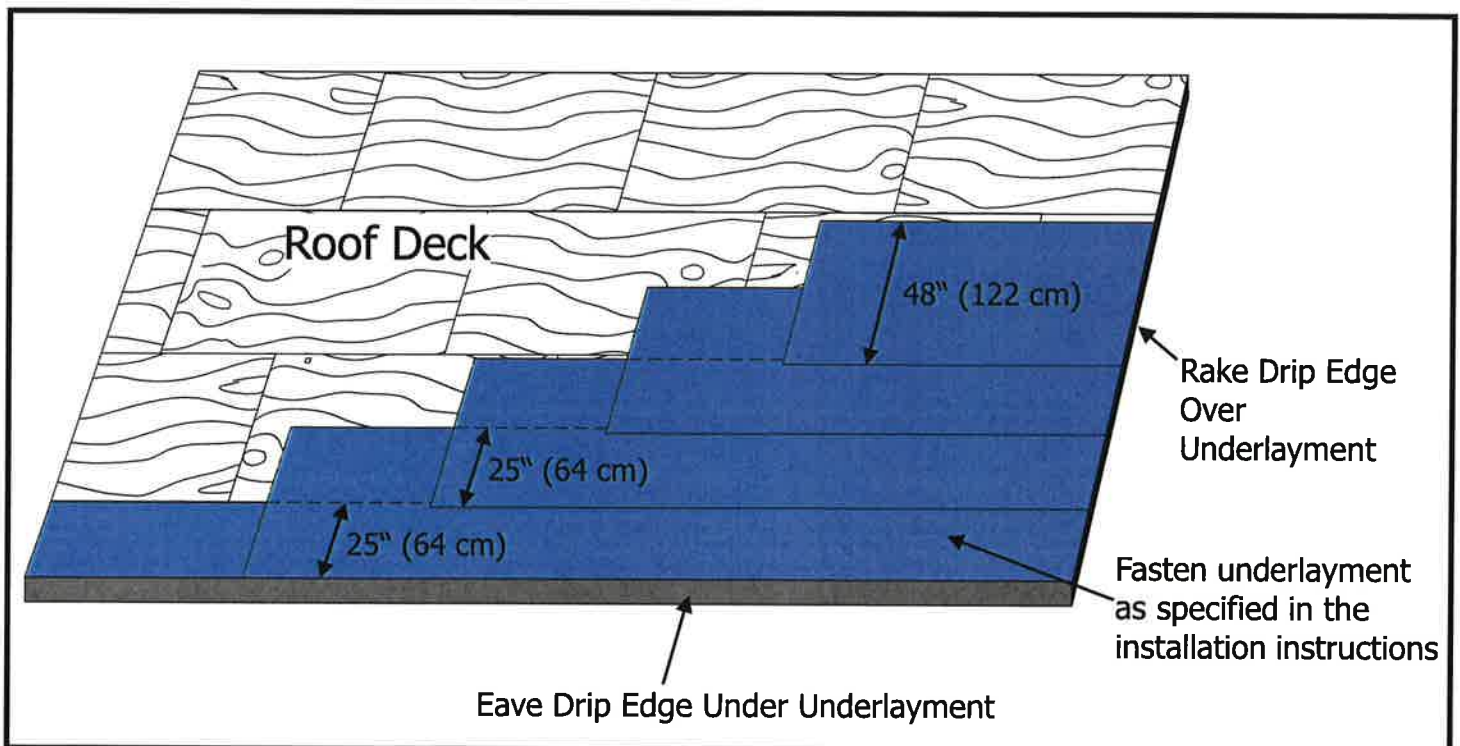 Roof Deck
48" (122 cm)
25" (64 cm)
25" (64 cm)
Rake Drip Edge
Over
Underlayment
Fasten underlayment
as specified in the
installation instructions
Eave Drip Edge Under Underlayment